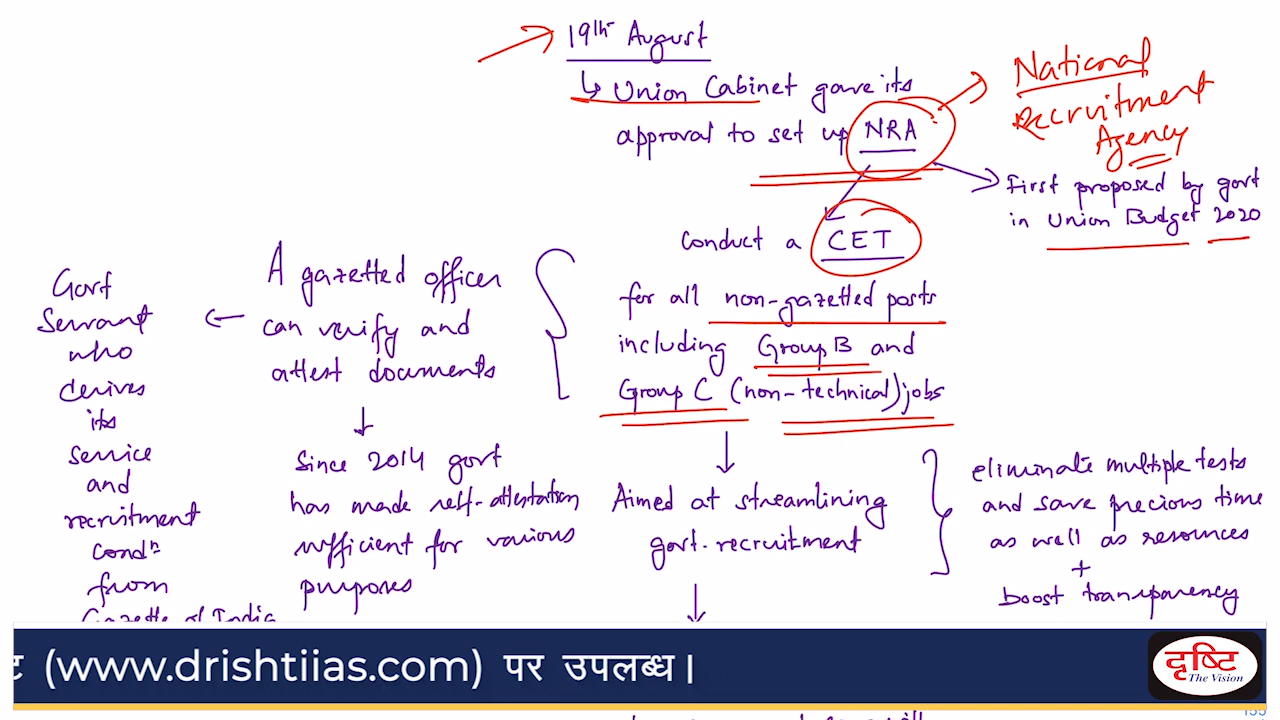 19th August
↳ Union Cabinet gave its
approval to set up NRA
National
Recruitment
Agency
First proposed by govt
in Union Budget 2020
conduct a CET
for all non-gazetted posts
including Group B and
Group C (non-technical) jobs
A gazetted officer
can verify and
attest documents
Govt
Servant
who
derives
its
service
and
recruitment
condⁿ
from
Gazette of India
Since 2014 govt
has made self-attestation
sufficient for various
purposes
Aimed at streamlining
govt. recruitment
eliminate multiple tests
and save precious time
as well as resources
+
boost transparency
(www.drishtiias.com) पर उपलब्ध।
दृष्टि
The Vision